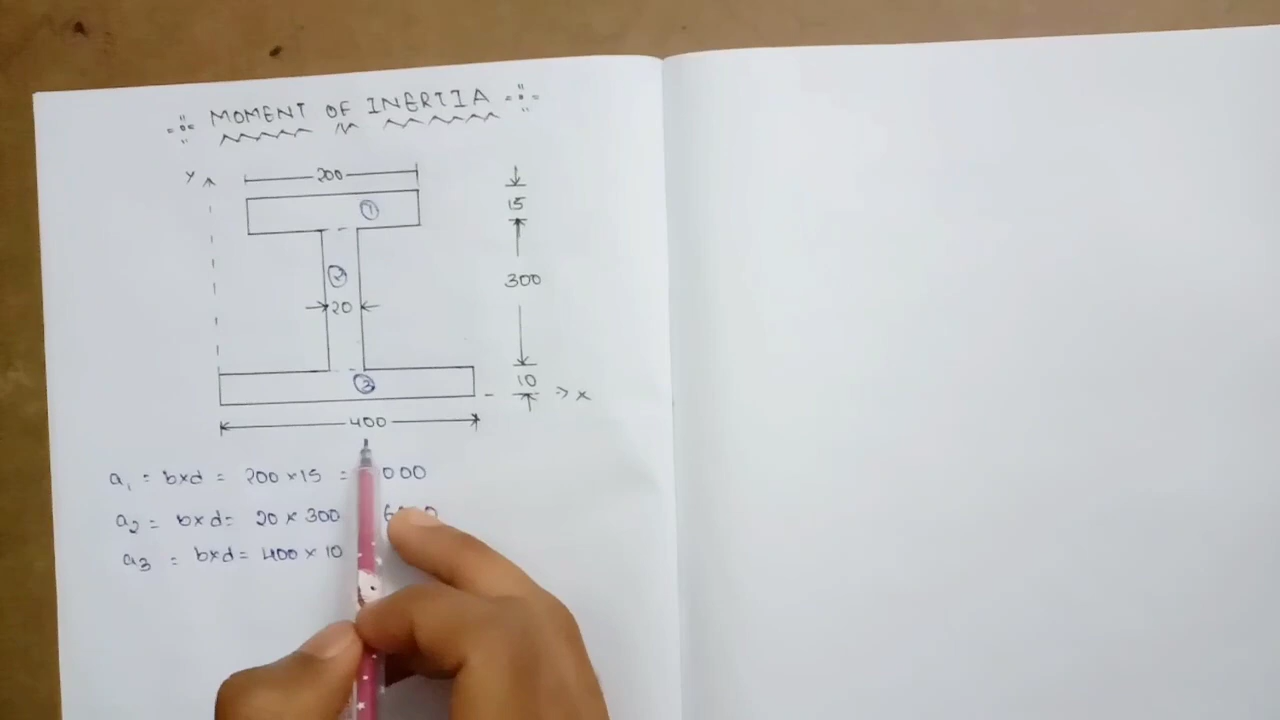 MOMENT OF INERTIA
Y
200
①
15
②
300
20
③
10
x
400
a₁ = b×d = 200×15 = 000
a₂ = b×d = 20 × 300
a₃ = b×d = 400 × 10